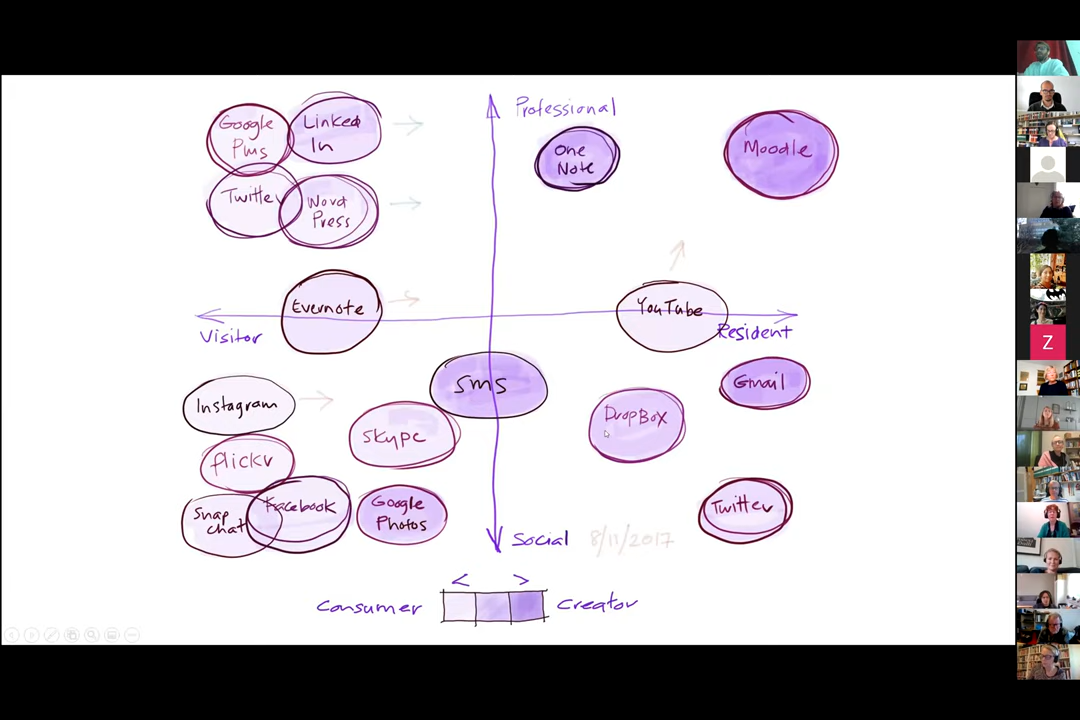 Professional
Google
Plus
Linked
In
One
Note
Moodle
Twitter
Word
Press
Evernote
YouTube
Visitor
Resident
SMS
Gmail
Instagram
Skype
DropBox
flickr
Snap
chat
Facebook
Google
Photos
Twitter
Social 8/11/2017
< >
Consumer Creator
Z